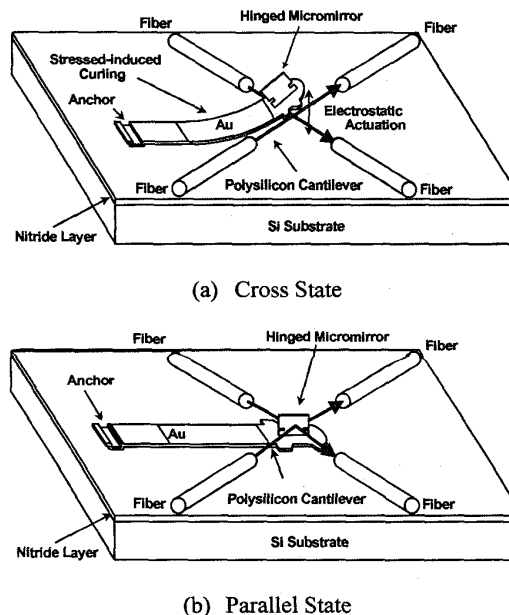 Hinged Micromirror
Fiber
Fiber
Stressed-induced
Curling
Anchor
Au
Electrostatic
Actuation
Fiber
Polysilicon Cantilever
Fiber
Nitride Layer
Si Substrate
(a) Cross State
Hinged Micromirror
Fiber
Fiber
Anchor
Au
Fiber
Polysilicon Cantilever
Fiber
Nitride Layer
Si Substrate
(b) Parallel State